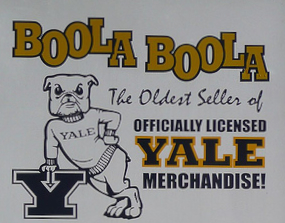 BOOLA BOOLA
The Oldest Seller of
OFFICIALLY LICENSED
YALE
YALE
MERCHANDISE!
Y